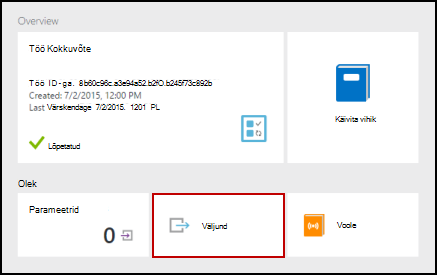 Overview
Töö Kokkuvõte
Töö ID-ga. 8b60c96c.a3e94a52.b2fO.b245f73c892b
Created: 7/2/2015, 12:00 PM
Last Värskendage 7/2/2015. 1201 PL
Lõpetatud
Käivita vihik
Olek
Parameetrid
0
Väljund
Voole